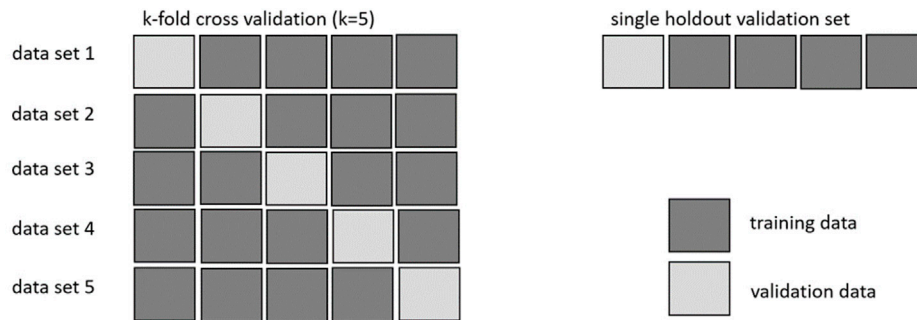 k-fold cross validation (k=5)
single holdout validation set
data set 1
data set 2
data set 3
data set 4
data set 5
training data
validation data